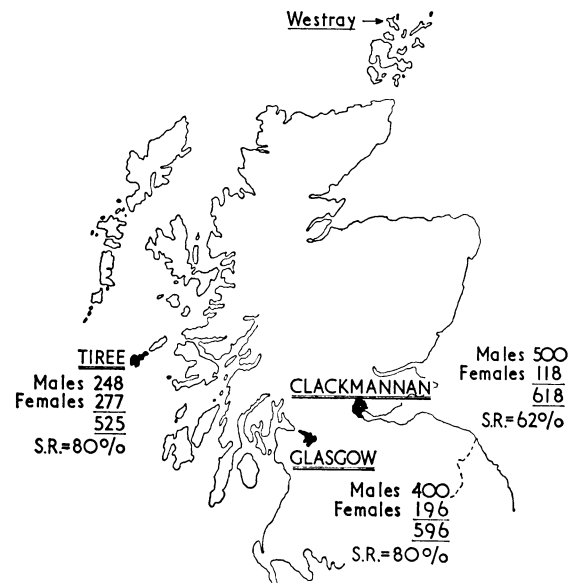 Westray
TIREE
Males 248
Females 277
525
S.R.=80%
Males 500
Females 118
618
S.R.=62%
CLACKMANNAN
GLASGOW
Males 400
Females 196
596
S.R.=80%